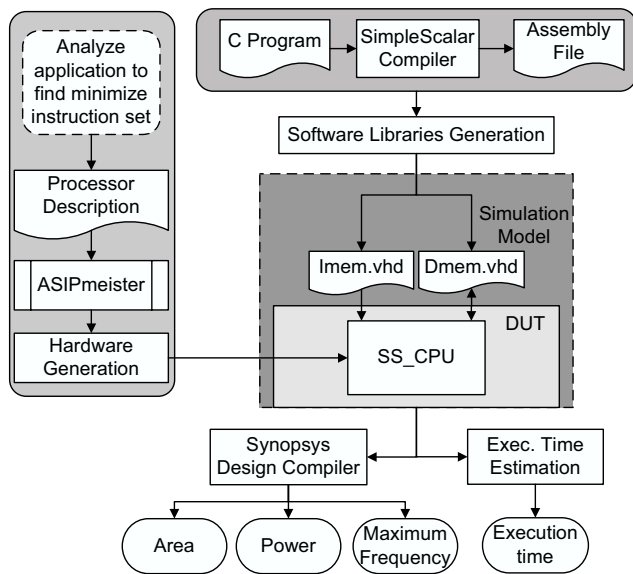 Analyze
application to
find minimize
instruction set
Processor
Description
ASIPmeister
Hardware
Generation
C Program
SimpleScalar
Compiler
Assembly
File
Software Libraries Generation
Simulation
Model
Imem.vhd
Dmem.vhd
DUT
SS_CPU
Synopsys
Design Compiler
Exec. Time
Estimation
Area
Power
Maximum
Frequency
Execution
time